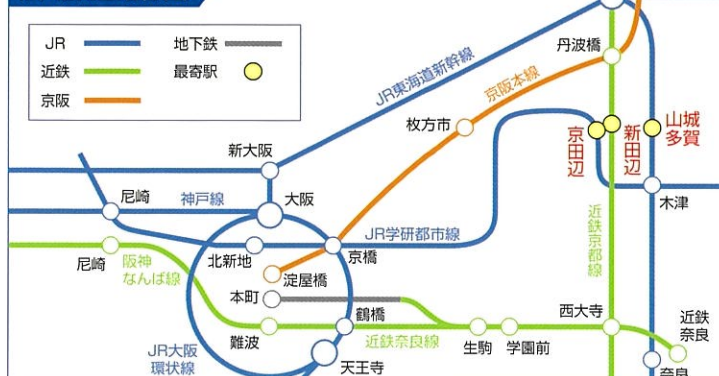 JR
地下鉄
近鉄
最寄駅
京阪
JR東海道新幹線
京阪本線
丹波橋
枚方市
京田辺
新田辺
山城
多賀
新大阪
尼崎
神戸線
大阪
木津
JR学研都市線
近鉄京都線
尼崎
阪神
なんば線
北新地
京橋
淀屋橋
本町
鶴橋
西大寺
近鉄
奈良
難波
近鉄奈良線
生駒
学園前
JR大阪
環状線
天王寺
奈良